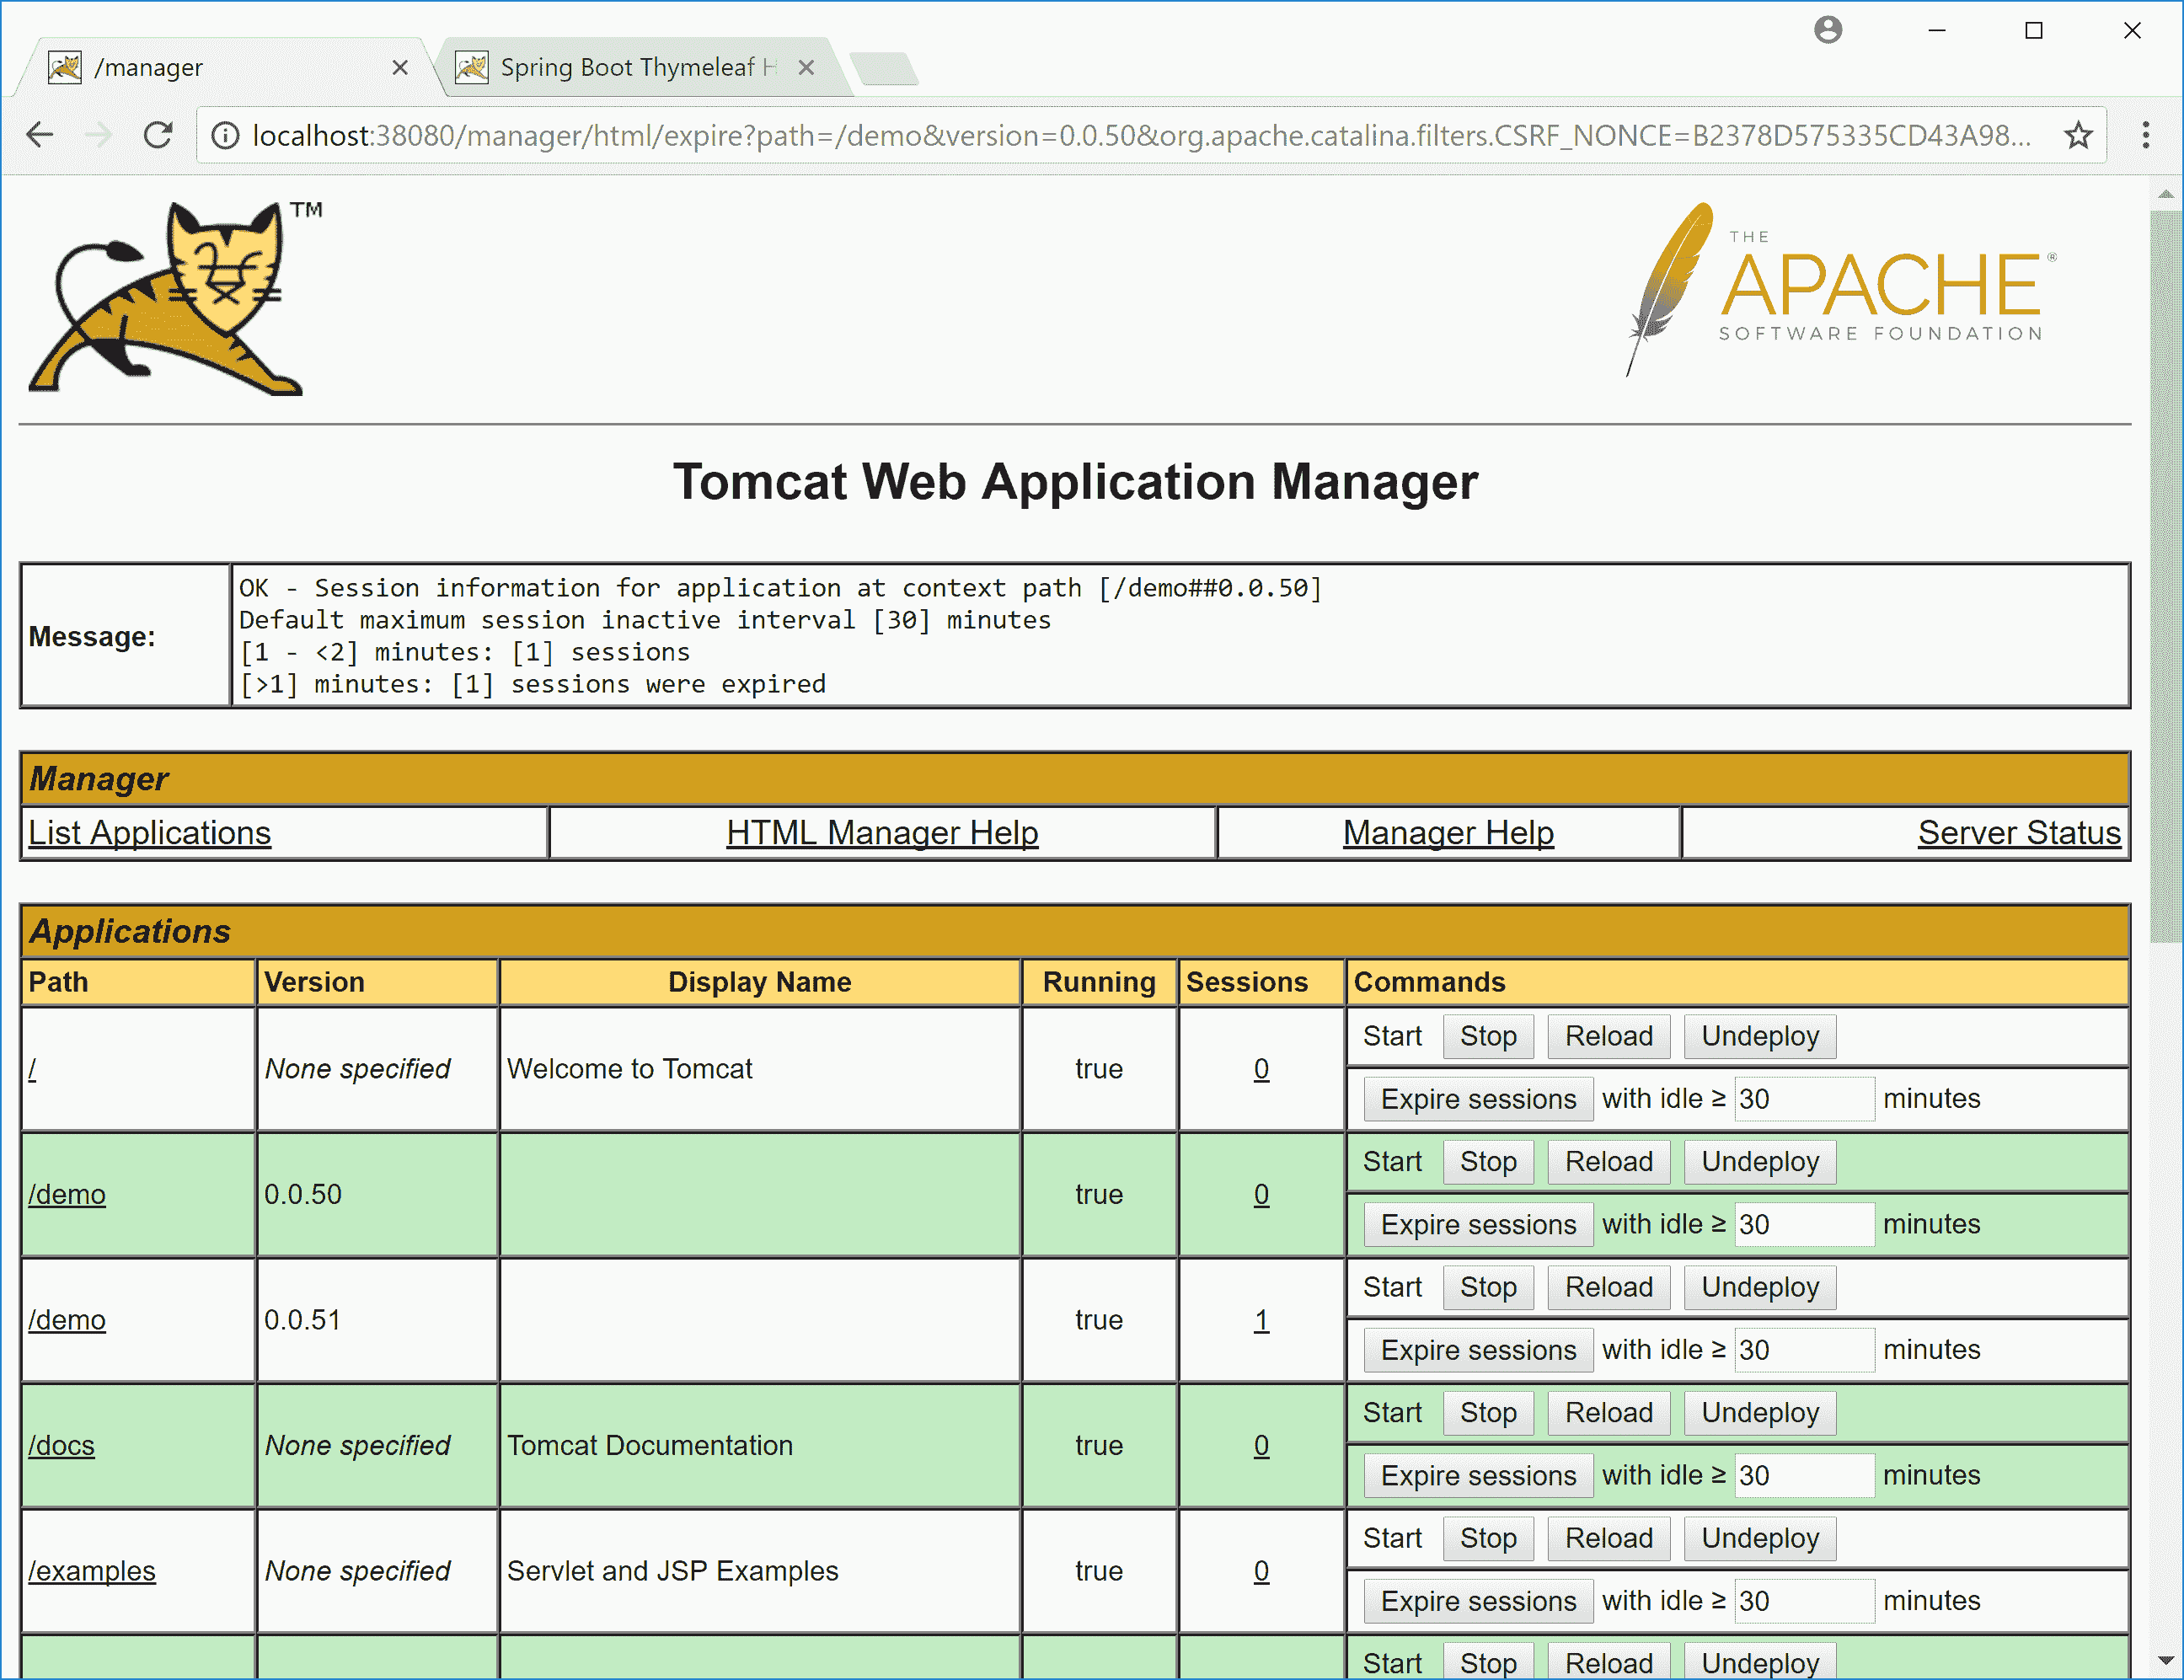 /manager
Spring Boot Thymeleaf
localhost:38080/manager/html/expire?path=/demo&version=0.0.50&org.apache.catalina.filters.CSRF_NONCE=B2378D575335CD43A98...
TM
THE
APACHE®
SOFTWARE FOUNDATION
Tomcat Web Application Manager
Message:
OK - Session information for application at context path [/demo##0.0.50]
Default maximum session inactive interval [30] minutes
[1 - <2] minutes: [1] sessions
[>1] minutes: [1] sessions were expired
Manager
List Applications HTML Manager Help Manager Help Server Status
Applications
Path Version Display Name Running Sessions Commands
/ None specified Welcome to Tomcat true 0
Start Stop Reload Undeploy
Expire sessions with idle ≥ 30 minutes
/demo 0.0.50 true 0
Start Stop Reload Undeploy
Expire sessions with idle ≥ 30 minutes
/demo 0.0.51 true 1
Start Stop Reload Undeploy
Expire sessions with idle ≥ 30 minutes
/docs None specified Tomcat Documentation true 0
Start Stop Reload Undeploy
Expire sessions with idle ≥ 30 minutes
/examples None specified Servlet and JSP Examples true 0
Start Stop Reload Undeploy
Expire sessions with idle ≥ 30 minutes
Start Stop Reload Undeploy